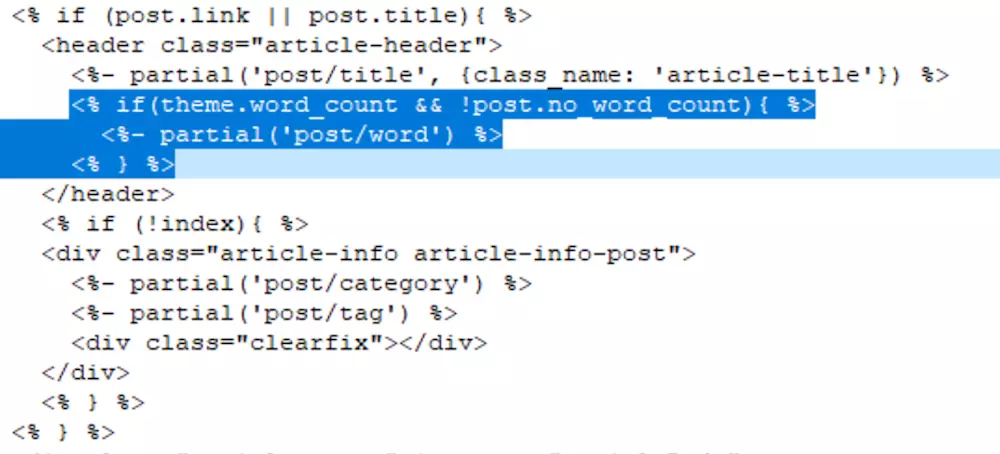 <% if (post.link || post.title){ %>
<header class="article-header">
<%- partial('post/title', {class_name: 'article-title'}) %>
<% if(theme.word_count && !post.no_word_count){ %>
<%- partial('post/word') %>
<% } %>
</header>
<% if (!index){ %>
<div class="article-info article-info-post">
<%- partial('post/category') %>
<%- partial('post/tag') %>
<div class="clearfix"></div>
</div>
<% } %>
<% } %>